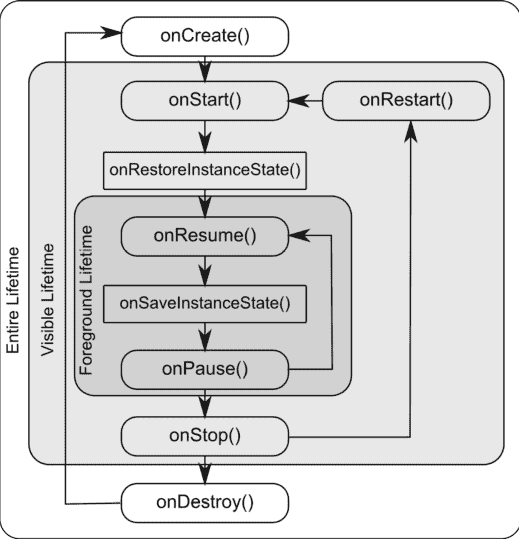 onCreate()
onStart()
onRestart()
onRestoreInstanceState()
onResume()
onSaveInstanceState()
onPause()
onStop()
onDestroy()
Entire Lifetime
Visible Lifetime
Foreground Lifetime